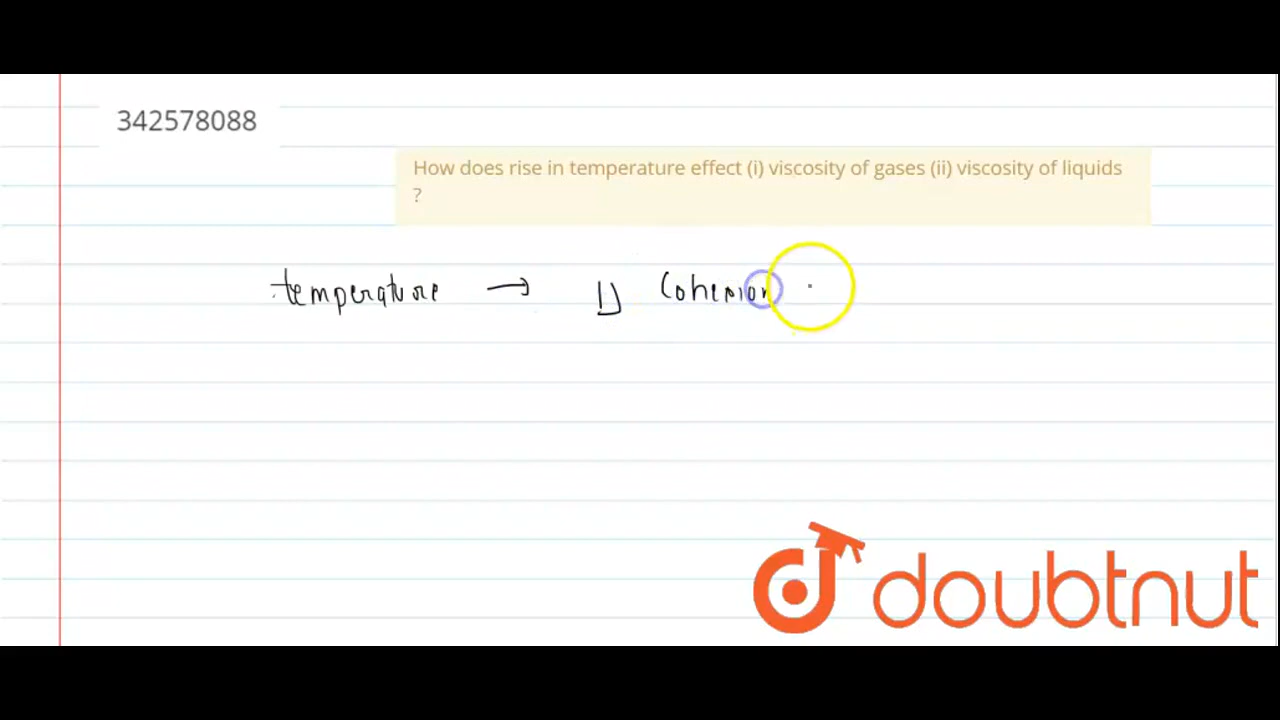 342578088
How does rise in temperature effect (i) viscosity of gases (ii) viscosity of liquids
?
temperature → 1) Cohesion
doubtnut